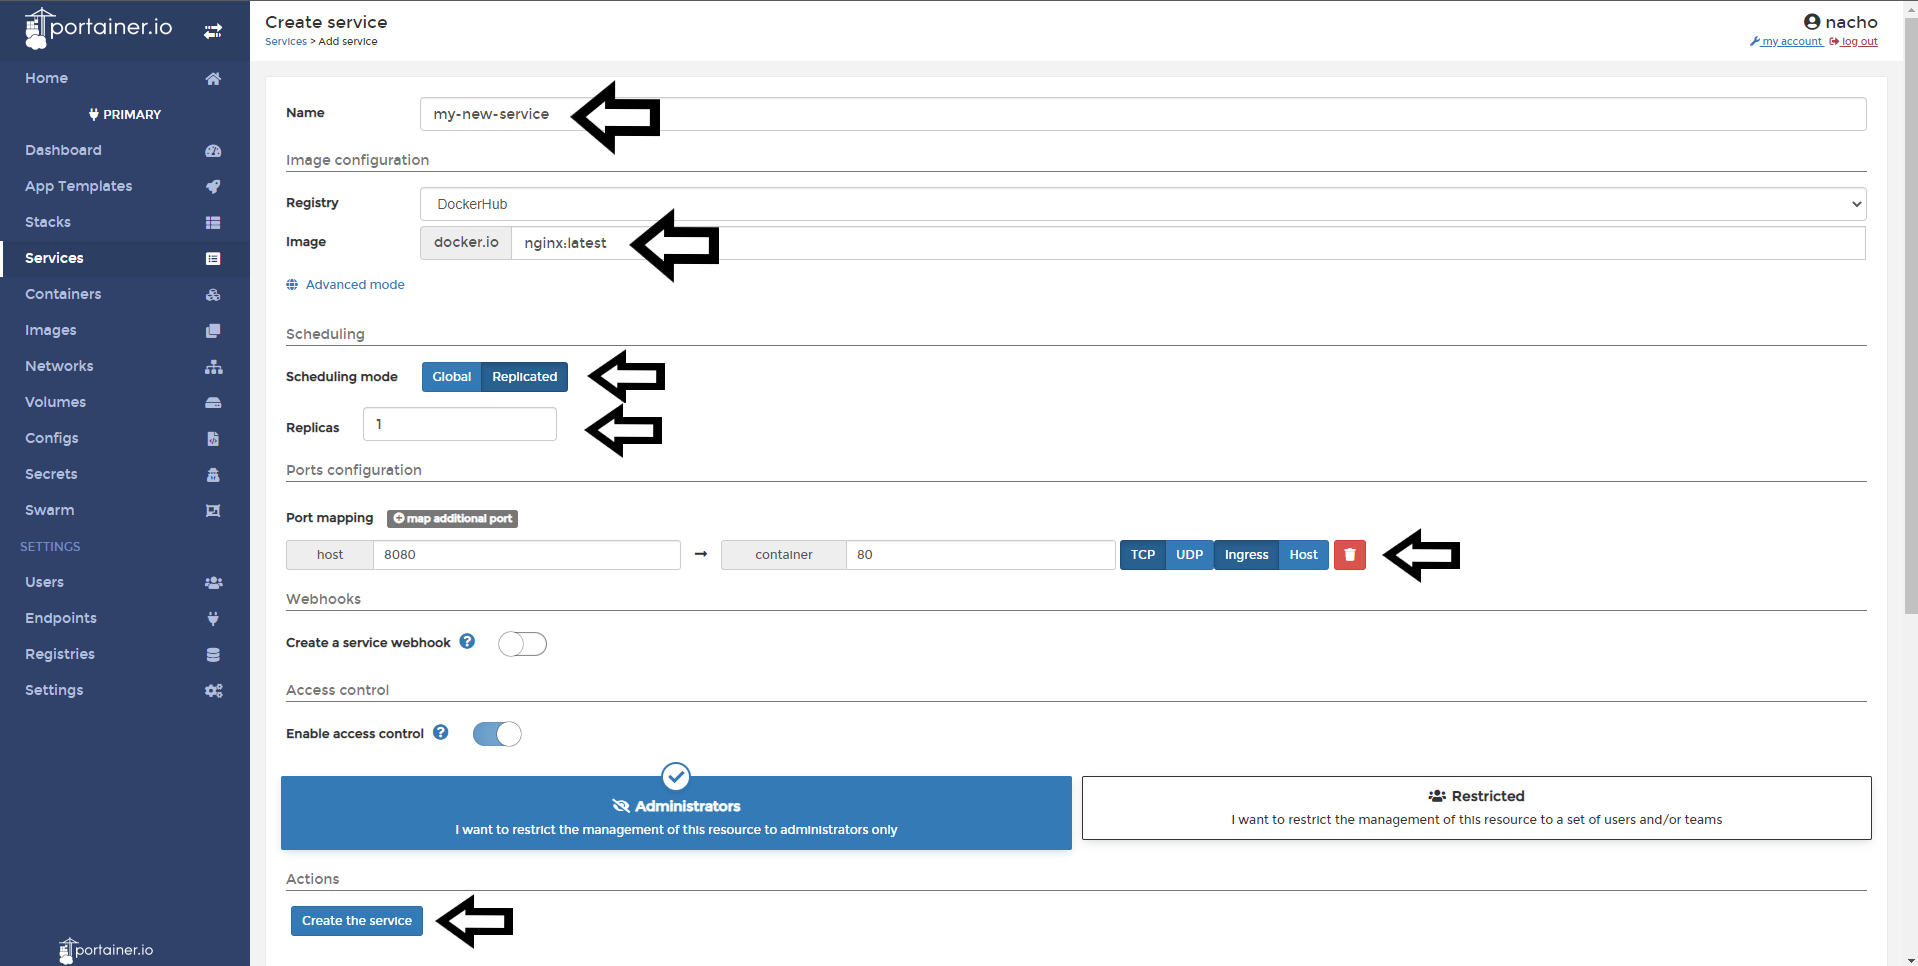 portainer.io
Home
PRIMARY
Dashboard
App Templates
Stacks
Services
Containers
Images
Networks
Volumes
Configs
Secrets
Swarm
SETTINGS
Users
Endpoints
Registries
Settings
portainer.io
Create service
Services > Add service
nacho
my account log out
Name my-new-service
Image configuration
Registry DockerHub
Image docker.io nginx:latest
Advanced mode
Scheduling
Scheduling mode Global Replicated
Replicas 1
Ports configuration
Port mapping map additional port
host 8080 → container 80 TCP UDP Ingress Host
Webhooks
Create a service webhook ?
Access control
Enable access control ?
Administrators
I want to restrict the management of this resource to administrators only
Restricted
I want to restrict the management of this resource to a set of users and/or teams
Actions
Create the service